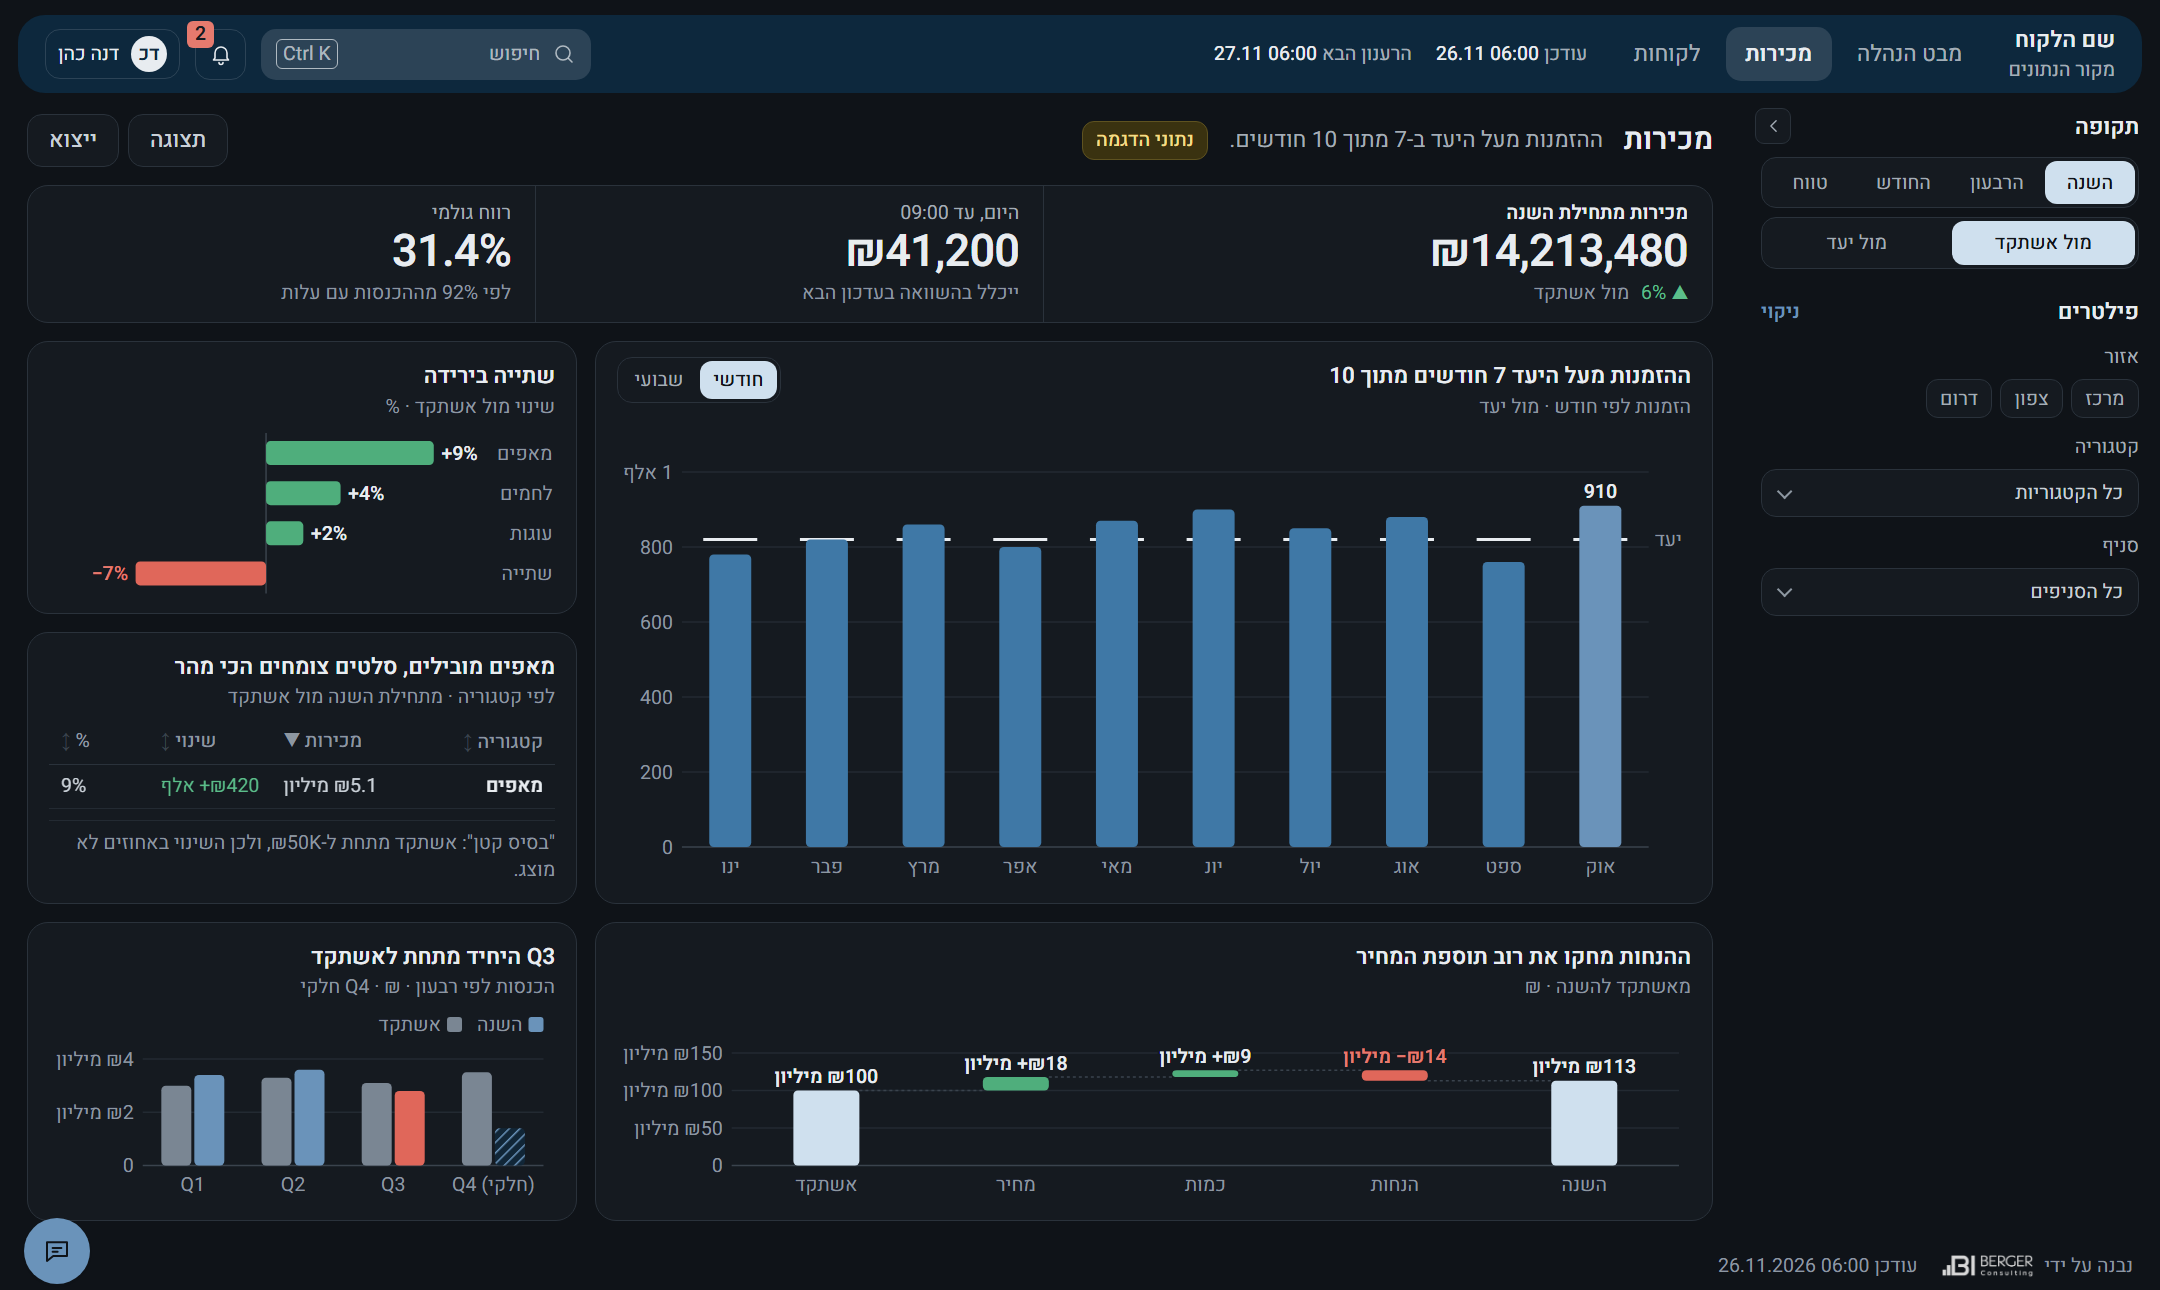 שם הלקוח
מקור הנתונים
מבט הנהלה
מכירות
לקוחות
עודכן 26.11 06:00
הרענון הבא 27.11 06:00
חיפוש
Ctrl K
2
דכ
דנה כהן
תקופה
השנה
הרבעון
החודש
טווח
מול אשתקד
מול יעד
פילטרים
ניקוי
אזור
מרכז
צפון
דרום
קטגוריה
כל הקטגוריות
סניף
כל הסניפים
מכירות
ההזמנות מעל היעד ב-7 מתוך 10 חודשים.
נתוני הדגמה
תצוגה
ייצוא
מכירות מתחילת השנה
₪14,213,480
▲ 6% מול אשתקד
היום, עד 09:00
₪41,200
ייכלל בהשוואה בעדכון הבא
רווח גולמי
31.4%
לפי 92% מההכנסות עם עלות
ההזמנות מעל היעד 7 חודשים מתוך 10
הזמנות לפי חודש · מול יעד
חודשי
שבועי
1 אלף
800
600
400
200
0
910
יעד
ינו
פבר
מרץ
אפר
מאי
יונ
יול
אוג
ספט
אוק
שתייה בירידה
שינוי מול אשתקד · %
מאפים +9%
לחמים +4%
עוגות +2%
שתייה −7%
מאפים מובילים, סלטים צומחים הכי מהר
לפי קטגוריה · מתחילת השנה מול אשתקד
קטגוריה ↕ מכירות ▼ שינוי ↕ % ↕
מאפים ₪5.1 מיליון +₪420 אלף 9%
"בסיס קטן": אשתקד מתחת ל-₪50K, ולכן השינוי באחוזים לא
מוצג.
ההנחות מחקו את רוב תוספת המחיר
מאשתקד להשנה · ₪
₪150 מיליון
₪100 מיליון
₪50 מיליון
0
₪100 מיליון
+₪18 מיליון
+₪9 מיליון
−₪14 מיליון
₪113 מיליון
אשתקד
מחיר
כמות
הנחות
השנה
Q3 היחיד מתחת לאשתקד
הכנסות לפי רבעון · ₪ · Q4 חלקי
השנה
אשתקד
₪4 מיליון
₪2 מיליון
0
Q1
Q2
Q3
Q4 (חלקי)
נבנה על ידי
BI BERGER
Consulting
עודכן 26.11.2026 06:00